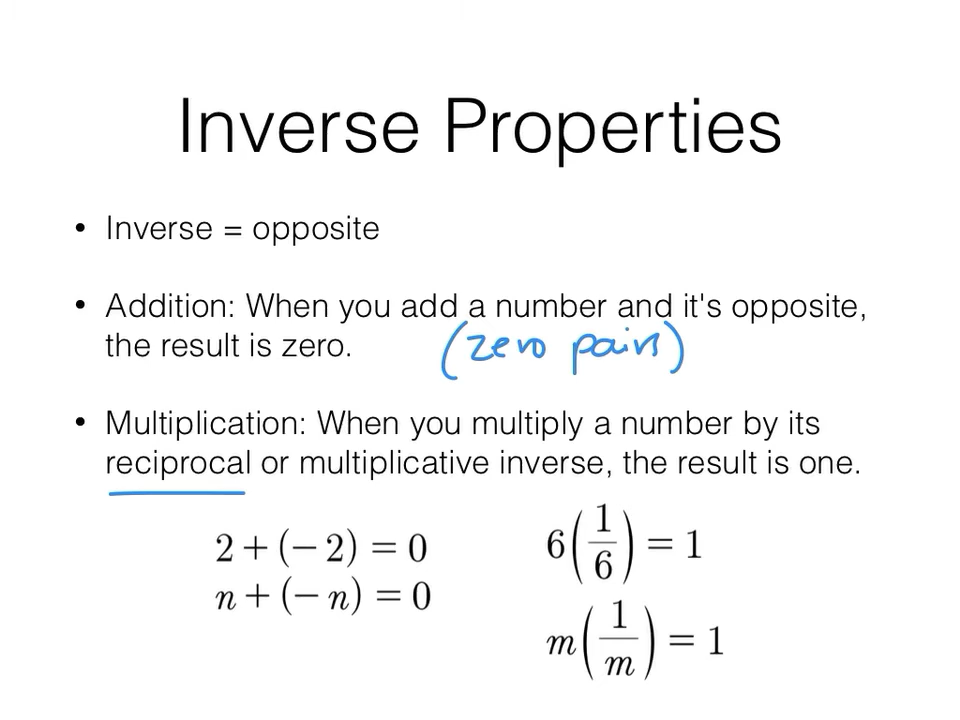 Inverse Properties
• Inverse = opposite
• Addition: When you add a number and it's opposite,
the result is zero. (zero pairs)
• Multiplication: When you multiply a number by its
reciprocal or multiplicative inverse, the result is one.
2 + (− 2) = 0
n + (− n) = 0
6(1/6) = 1
m(1/m) = 1